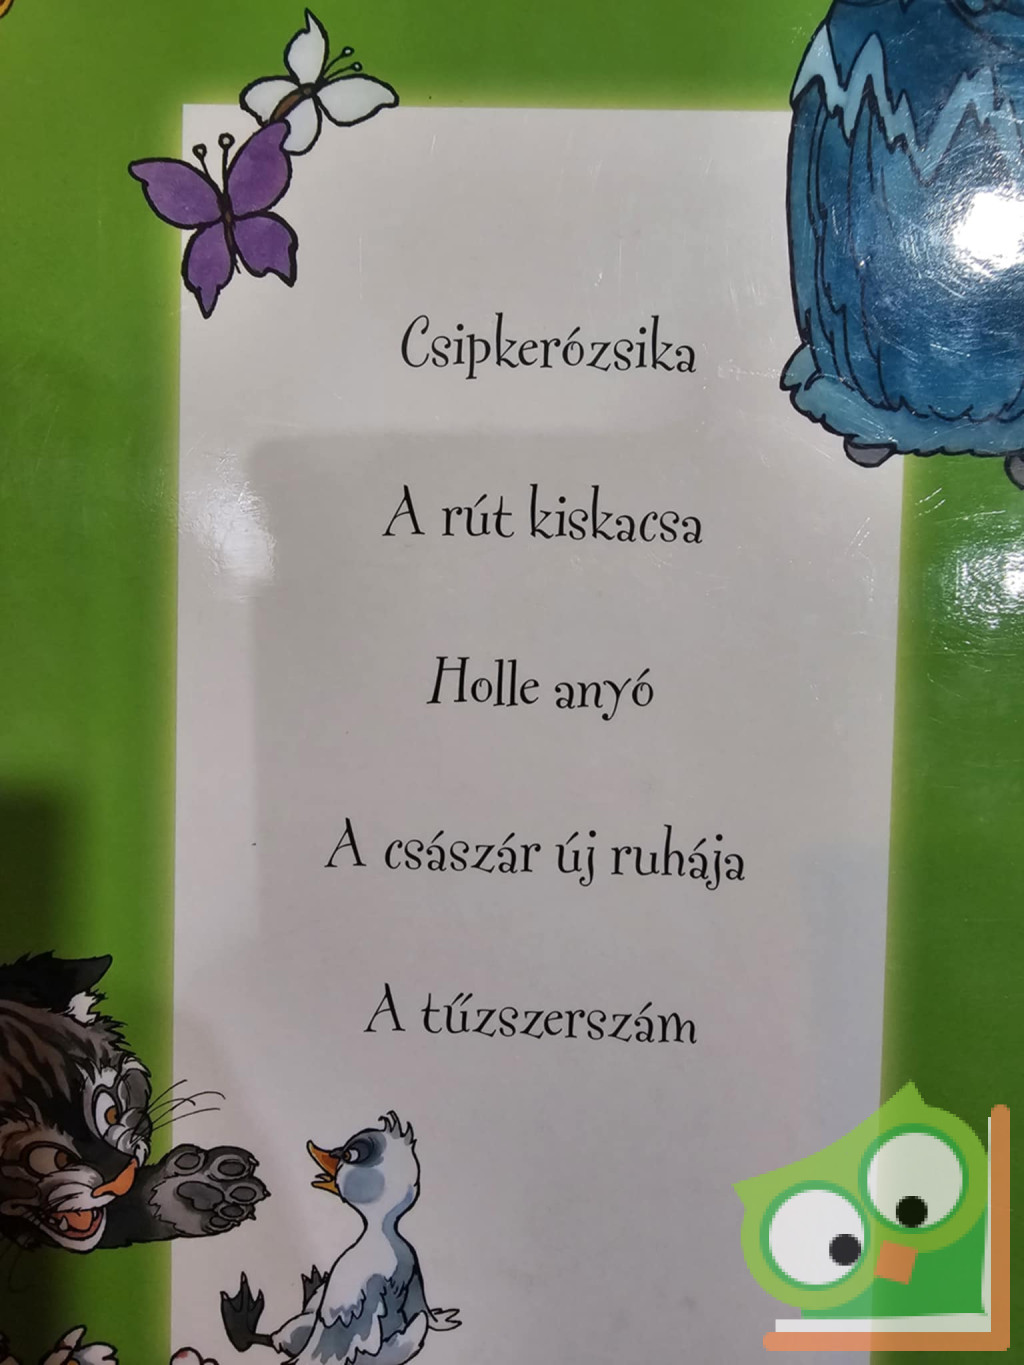 Csipkerózsika
A rút kiskacsa
Holle anyó
A császár új ruhája
A tűzszerszám